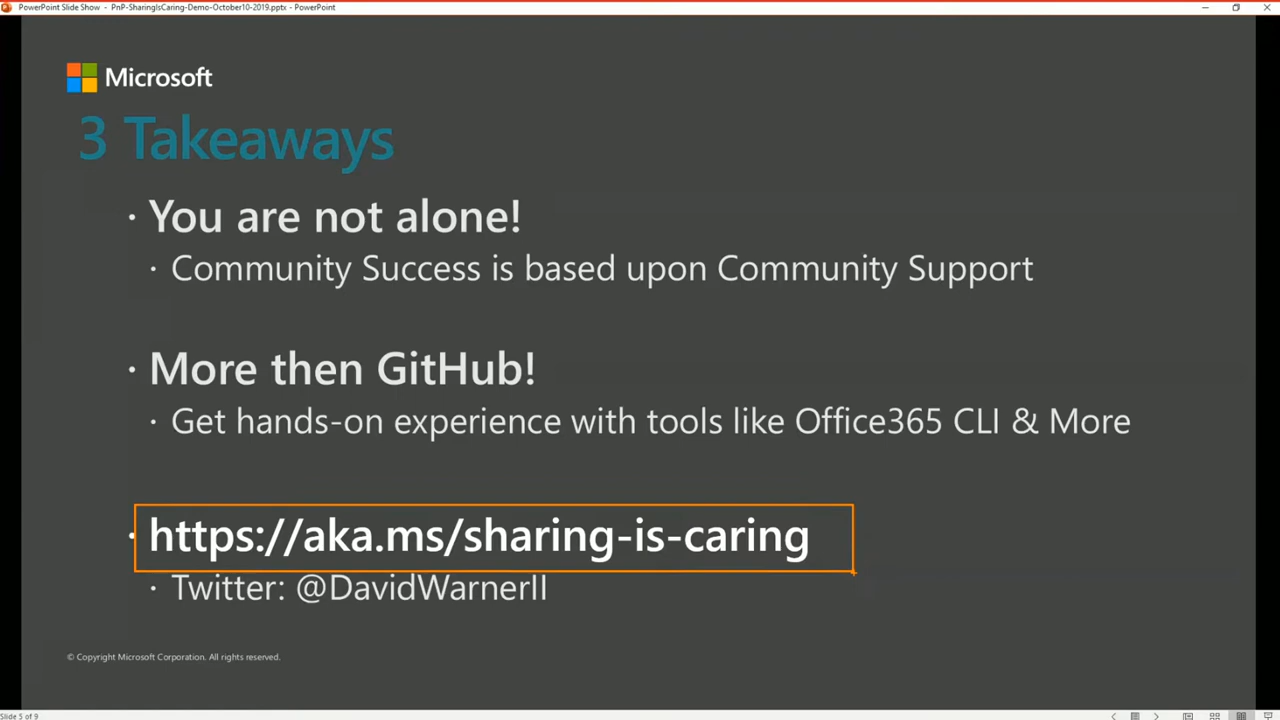 PowerPoint Slide Show - PnP-SharingIsCaring-Demo-October10-2019.pptx - PowerPoint
Microsoft
3 Takeaways
· You are not alone!
· Community Success is based upon Community Support
· More then GitHub!
· Get hands-on experience with tools like Office365 CLI & More
· https://aka.ms/sharing-is-caring
· Twitter: @DavidWarnerII
© Copyright Microsoft Corporation. All rights reserved.
Slide 5 of 9